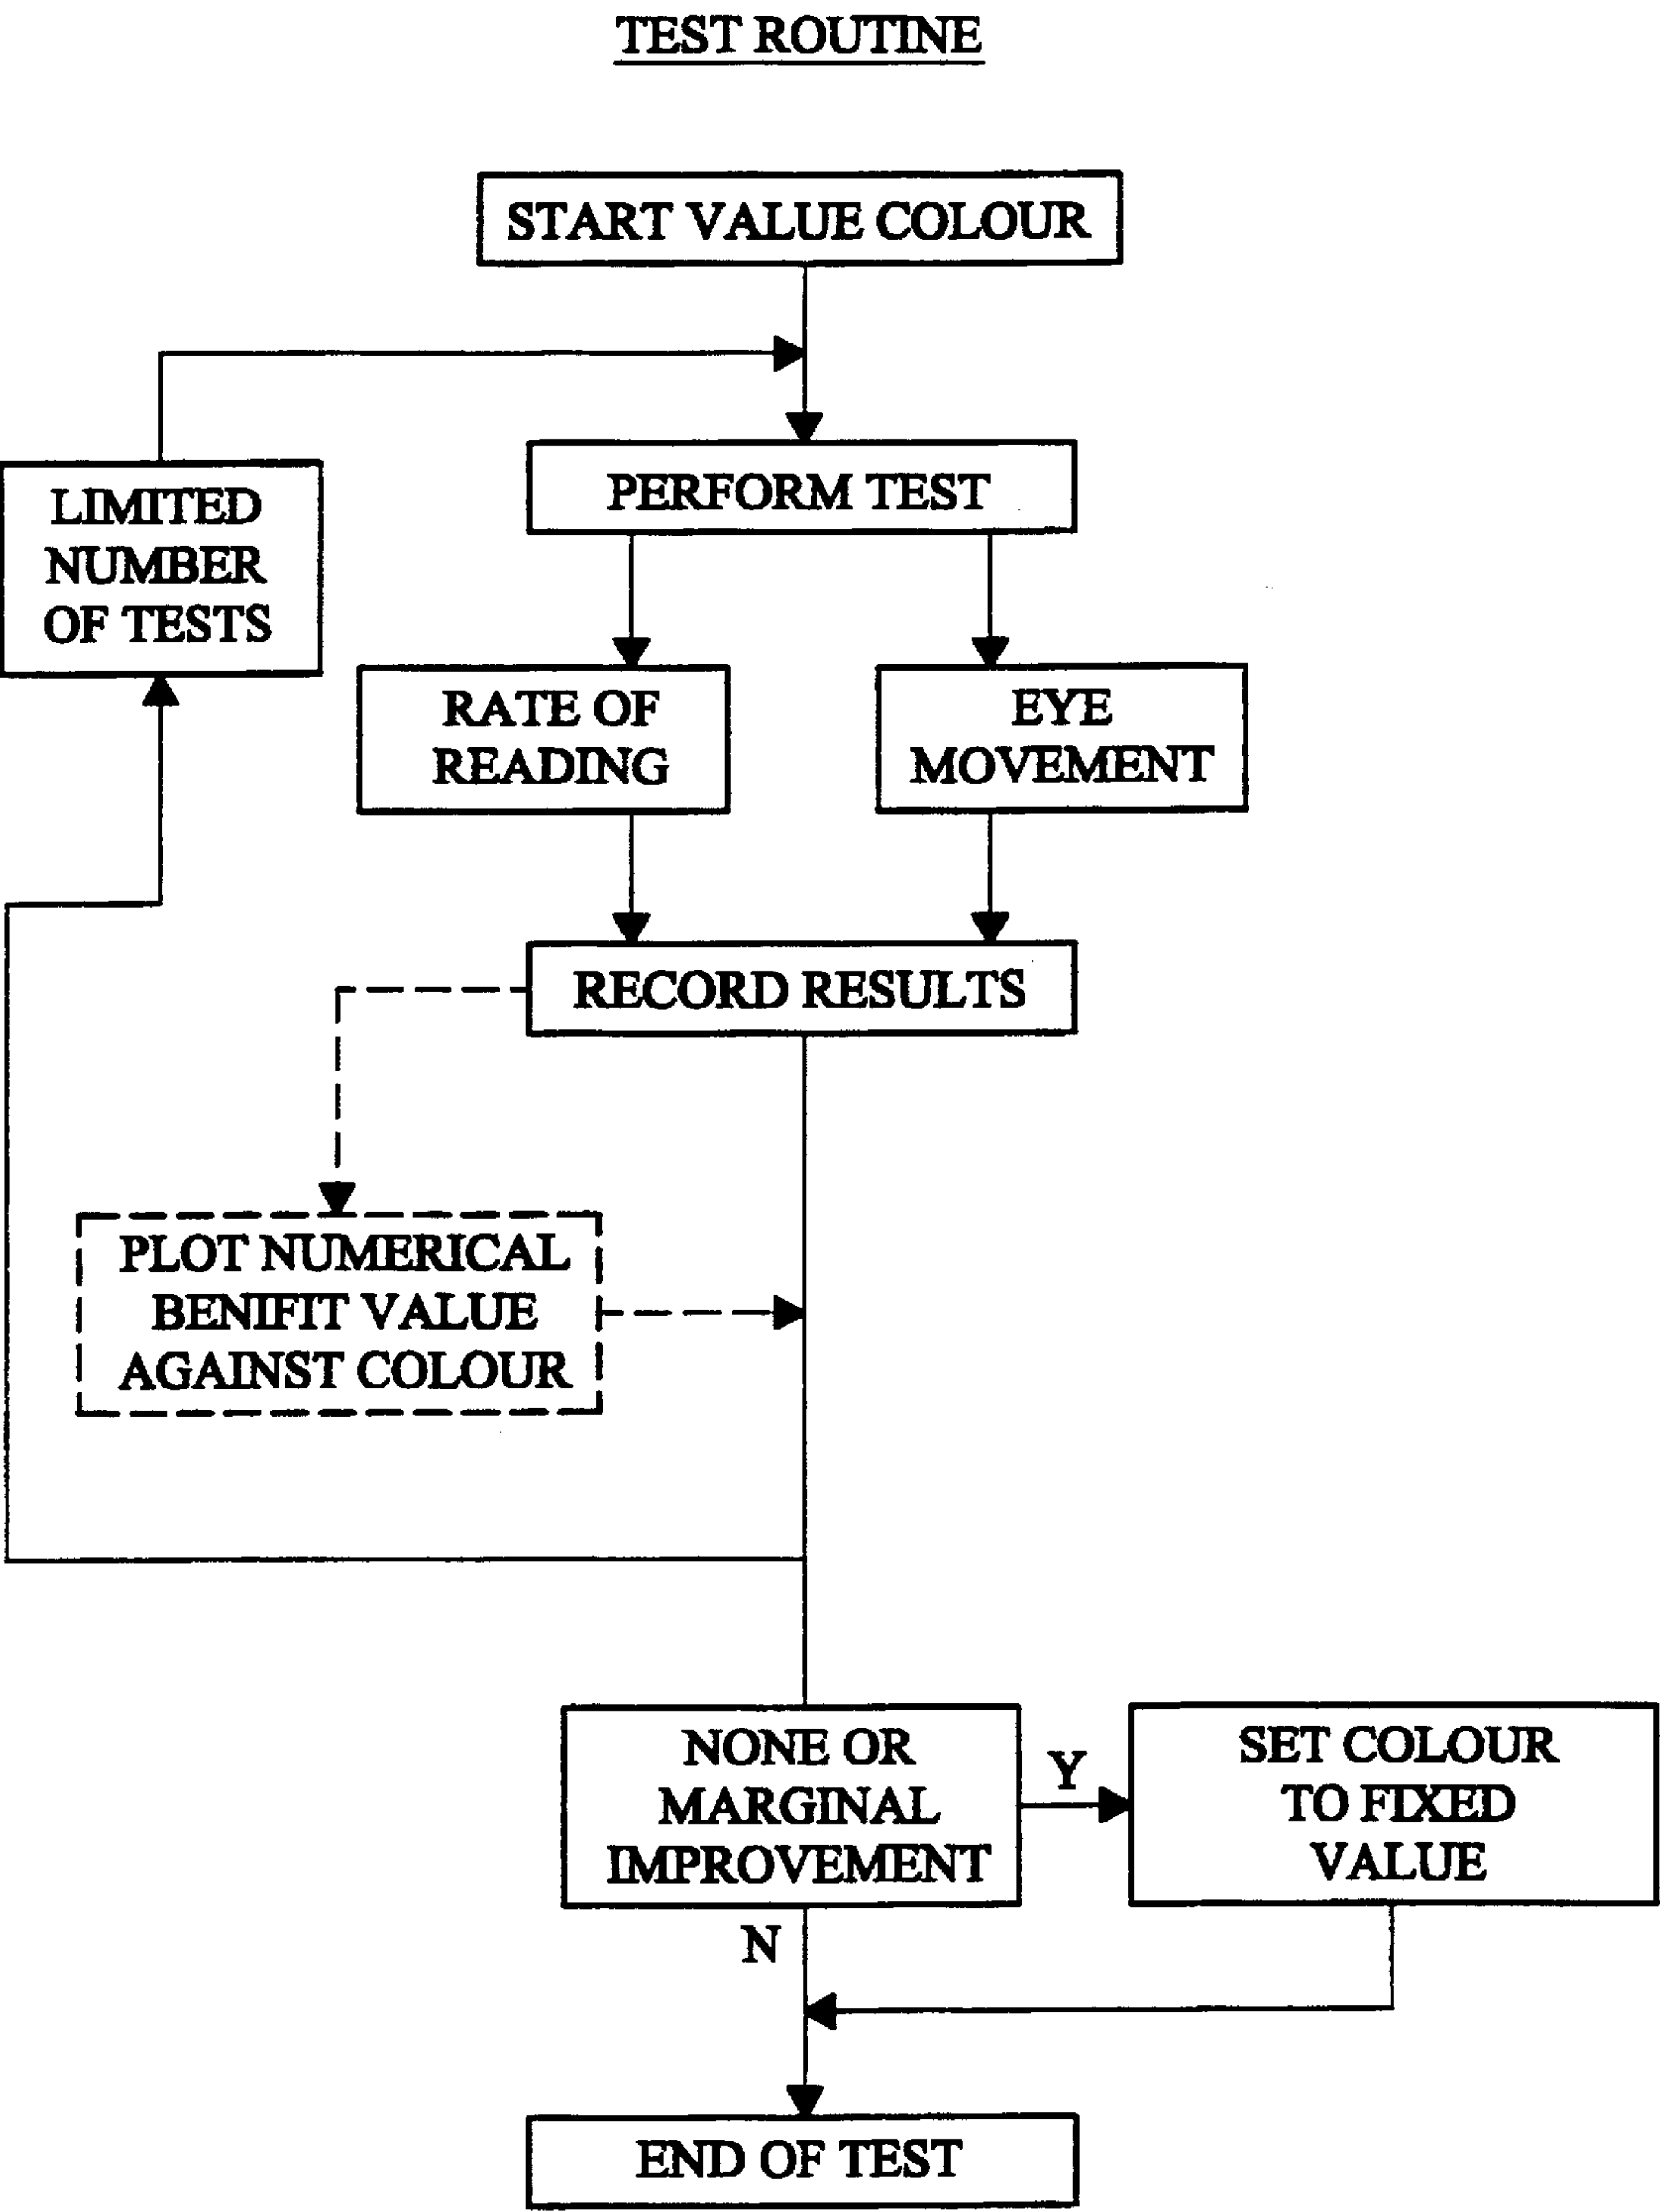 TEST ROUTINE
START VALUE COLOUR
LIMITED
NUMBER
OF TESTS
PERFORM TEST
RATE OF
READING
EYE
MOVEMENT
RECORD RESULTS
PLOT NUMERICAL
BENIFIT VALUE
AGAINST COLOUR
NONE OR
MARGINAL
IMPROVEMENT
Y
SET COLOUR
TO FIXED
VALUE
N
END OF TEST